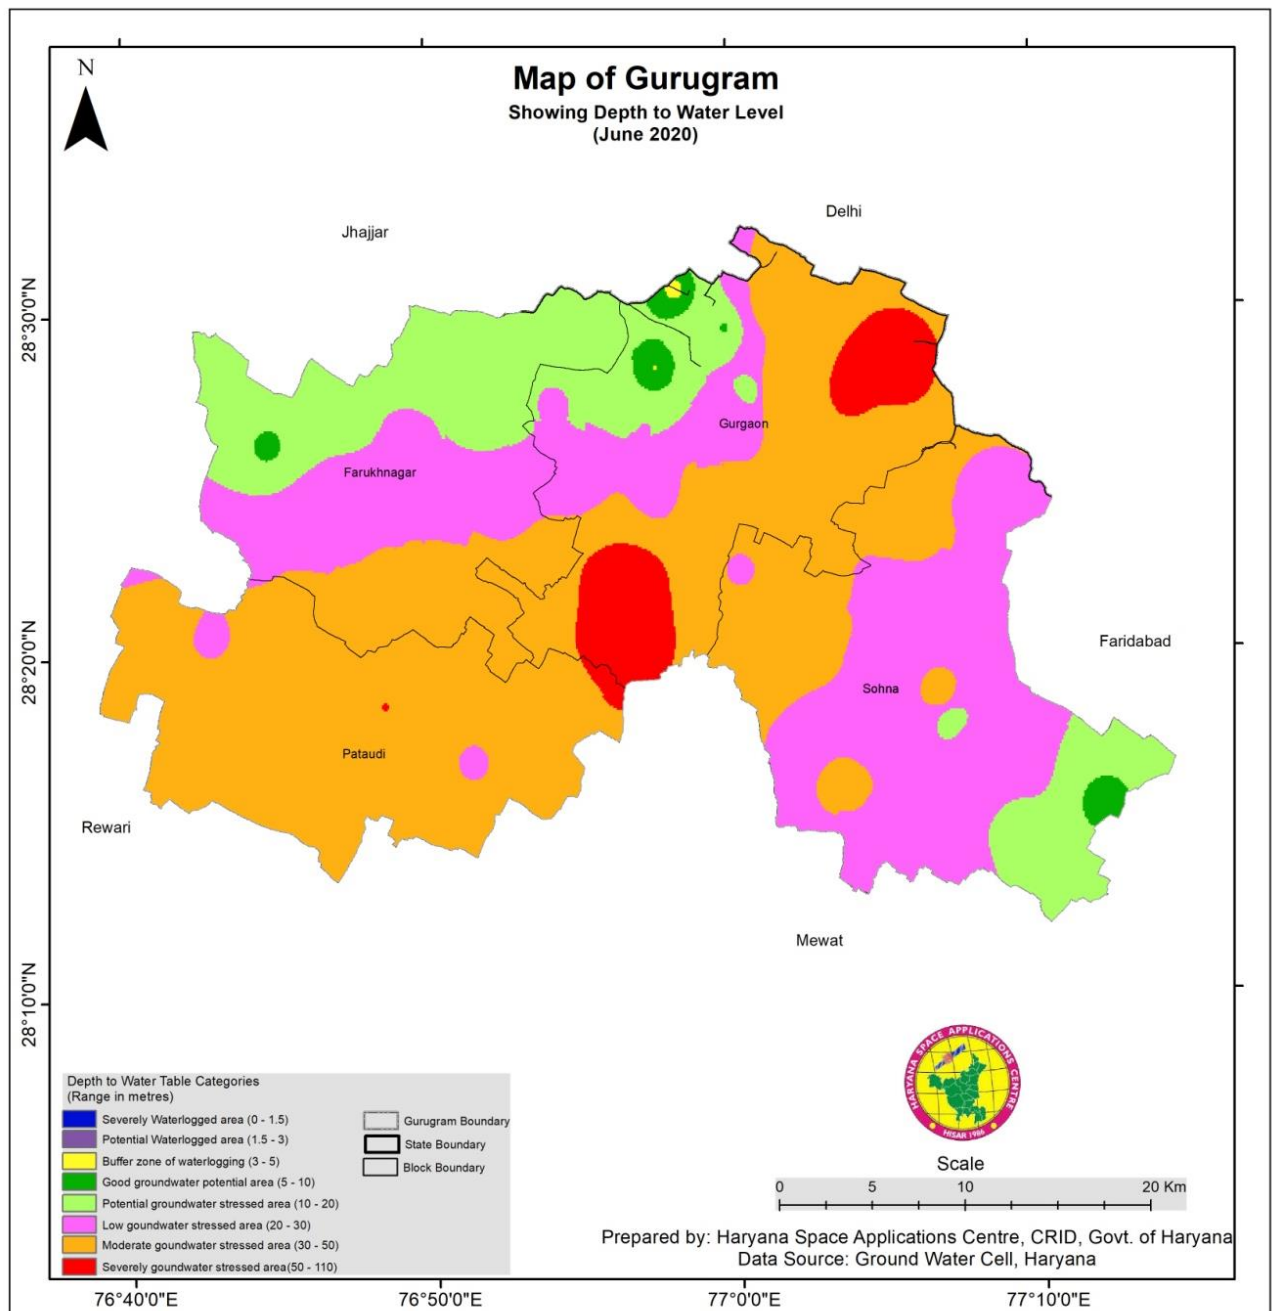 N
Map of Gurugram
Showing Depth to Water Level
(June 2020)
Delhi
Jhajjar
28°30'0"N
Gurgaon
Farukhnagar
Faridabad
28°20'0"N
Sohna
Pataudi
Rewari
Mewat
28°10'0"N
HARYANA SPACE APPLICATIONS CENTRE
HISAR 1986
Depth to Water Table Categories
(Range in metres)
Severely Waterlogged area (0 - 1.5)
Potential Waterlogged area (1.5 - 3)
Buffer zone of waterlogging (3 - 5)
Good groundwater potential area (5 - 10)
Potential groundwater stressed area (10 - 20)
Low goundwater stressed area (20 - 30)
Moderate goundwater stressed area (30 - 50)
Severely goundwater stressed area(50 - 110)
Gurugram Boundary
State Boundary
Block Boundary
Scale
0 5 10 20 Km
Prepared by: Haryana Space Applications Centre, CRID, Govt. of Haryana
Data Source: Ground Water Cell, Haryana
76°40'0"E 76°50'0"E 77°0'0"E 77°10'0"E